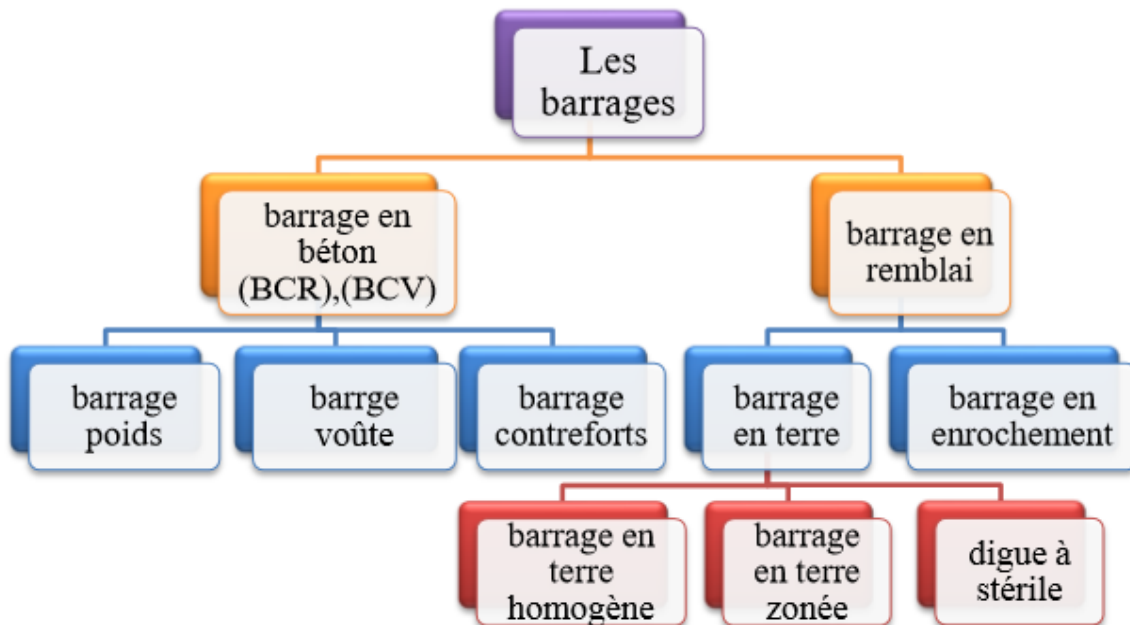 Les
barrages
barrage en
béton
(BCR),(BCV)
barrage en
remblai
barrage
poids
barrge
voûte
barrage
contreforts
barrage
en terre
barrage en
enrochement
barrage en
terre
homogène
barrage
en terre
zonée
digue à
stérile